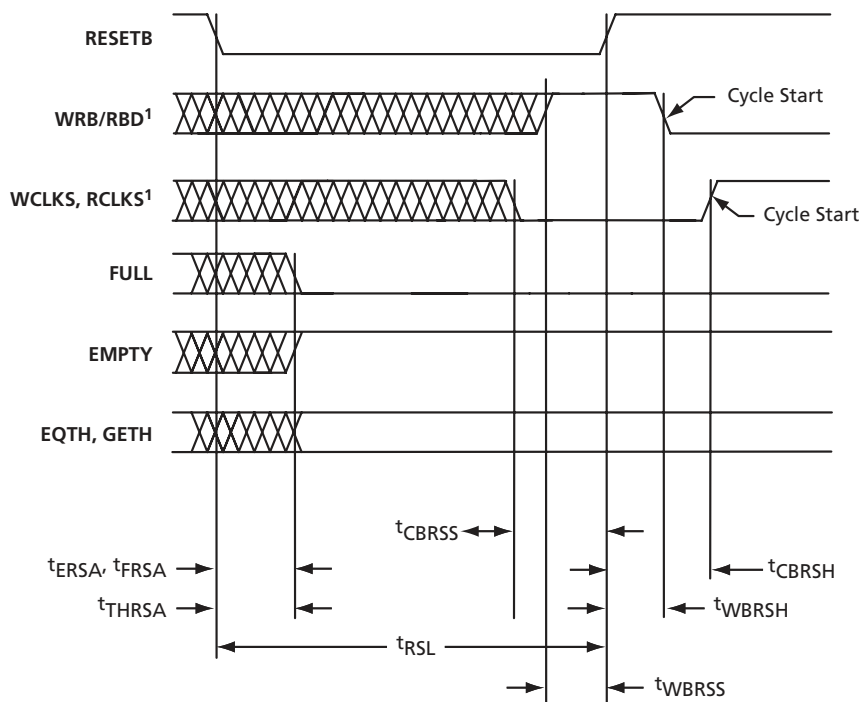 RESETB
WRB/RBD1
Cycle Start
WCLKS, RCLKS1
Cycle Start
FULL
EMPTY
EQTH, GETH
tCBRSS
tERSA, tFRSA
tCBRSH
tTHRSA
tWBRSH
tRSL
tWBRSS